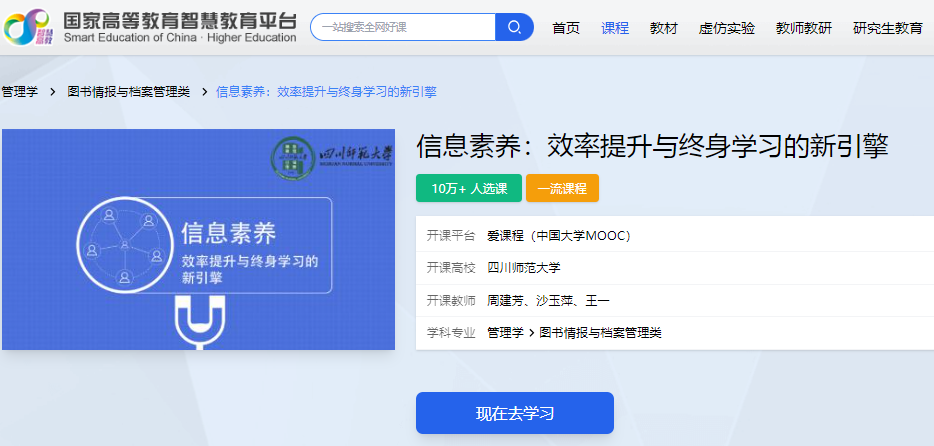 国家高等教育智慧教育平台
Smart Education of China · Higher Education
智慧
高教
一站搜索全网好课
首页 课程 教材 虚仿实验 教师教研 研究生教育
管理学 > 图书情报与档案管理类 > 信息素养：效率提升与终身学习的新引擎
四川师范大学
SICHUAN NORMAL UNIVERSITY
信息素养
效率提升与终身学习的
新引擎
信息素养：效率提升与终身学习的新引擎
10万+ 人选课 一流课程
开课平台 爱课程（中国大学MOOC）
开课高校 四川师范大学
开课教师 周建芳、沙玉萍、王一
学科专业 管理学 > 图书情报与档案管理类
现在去学习